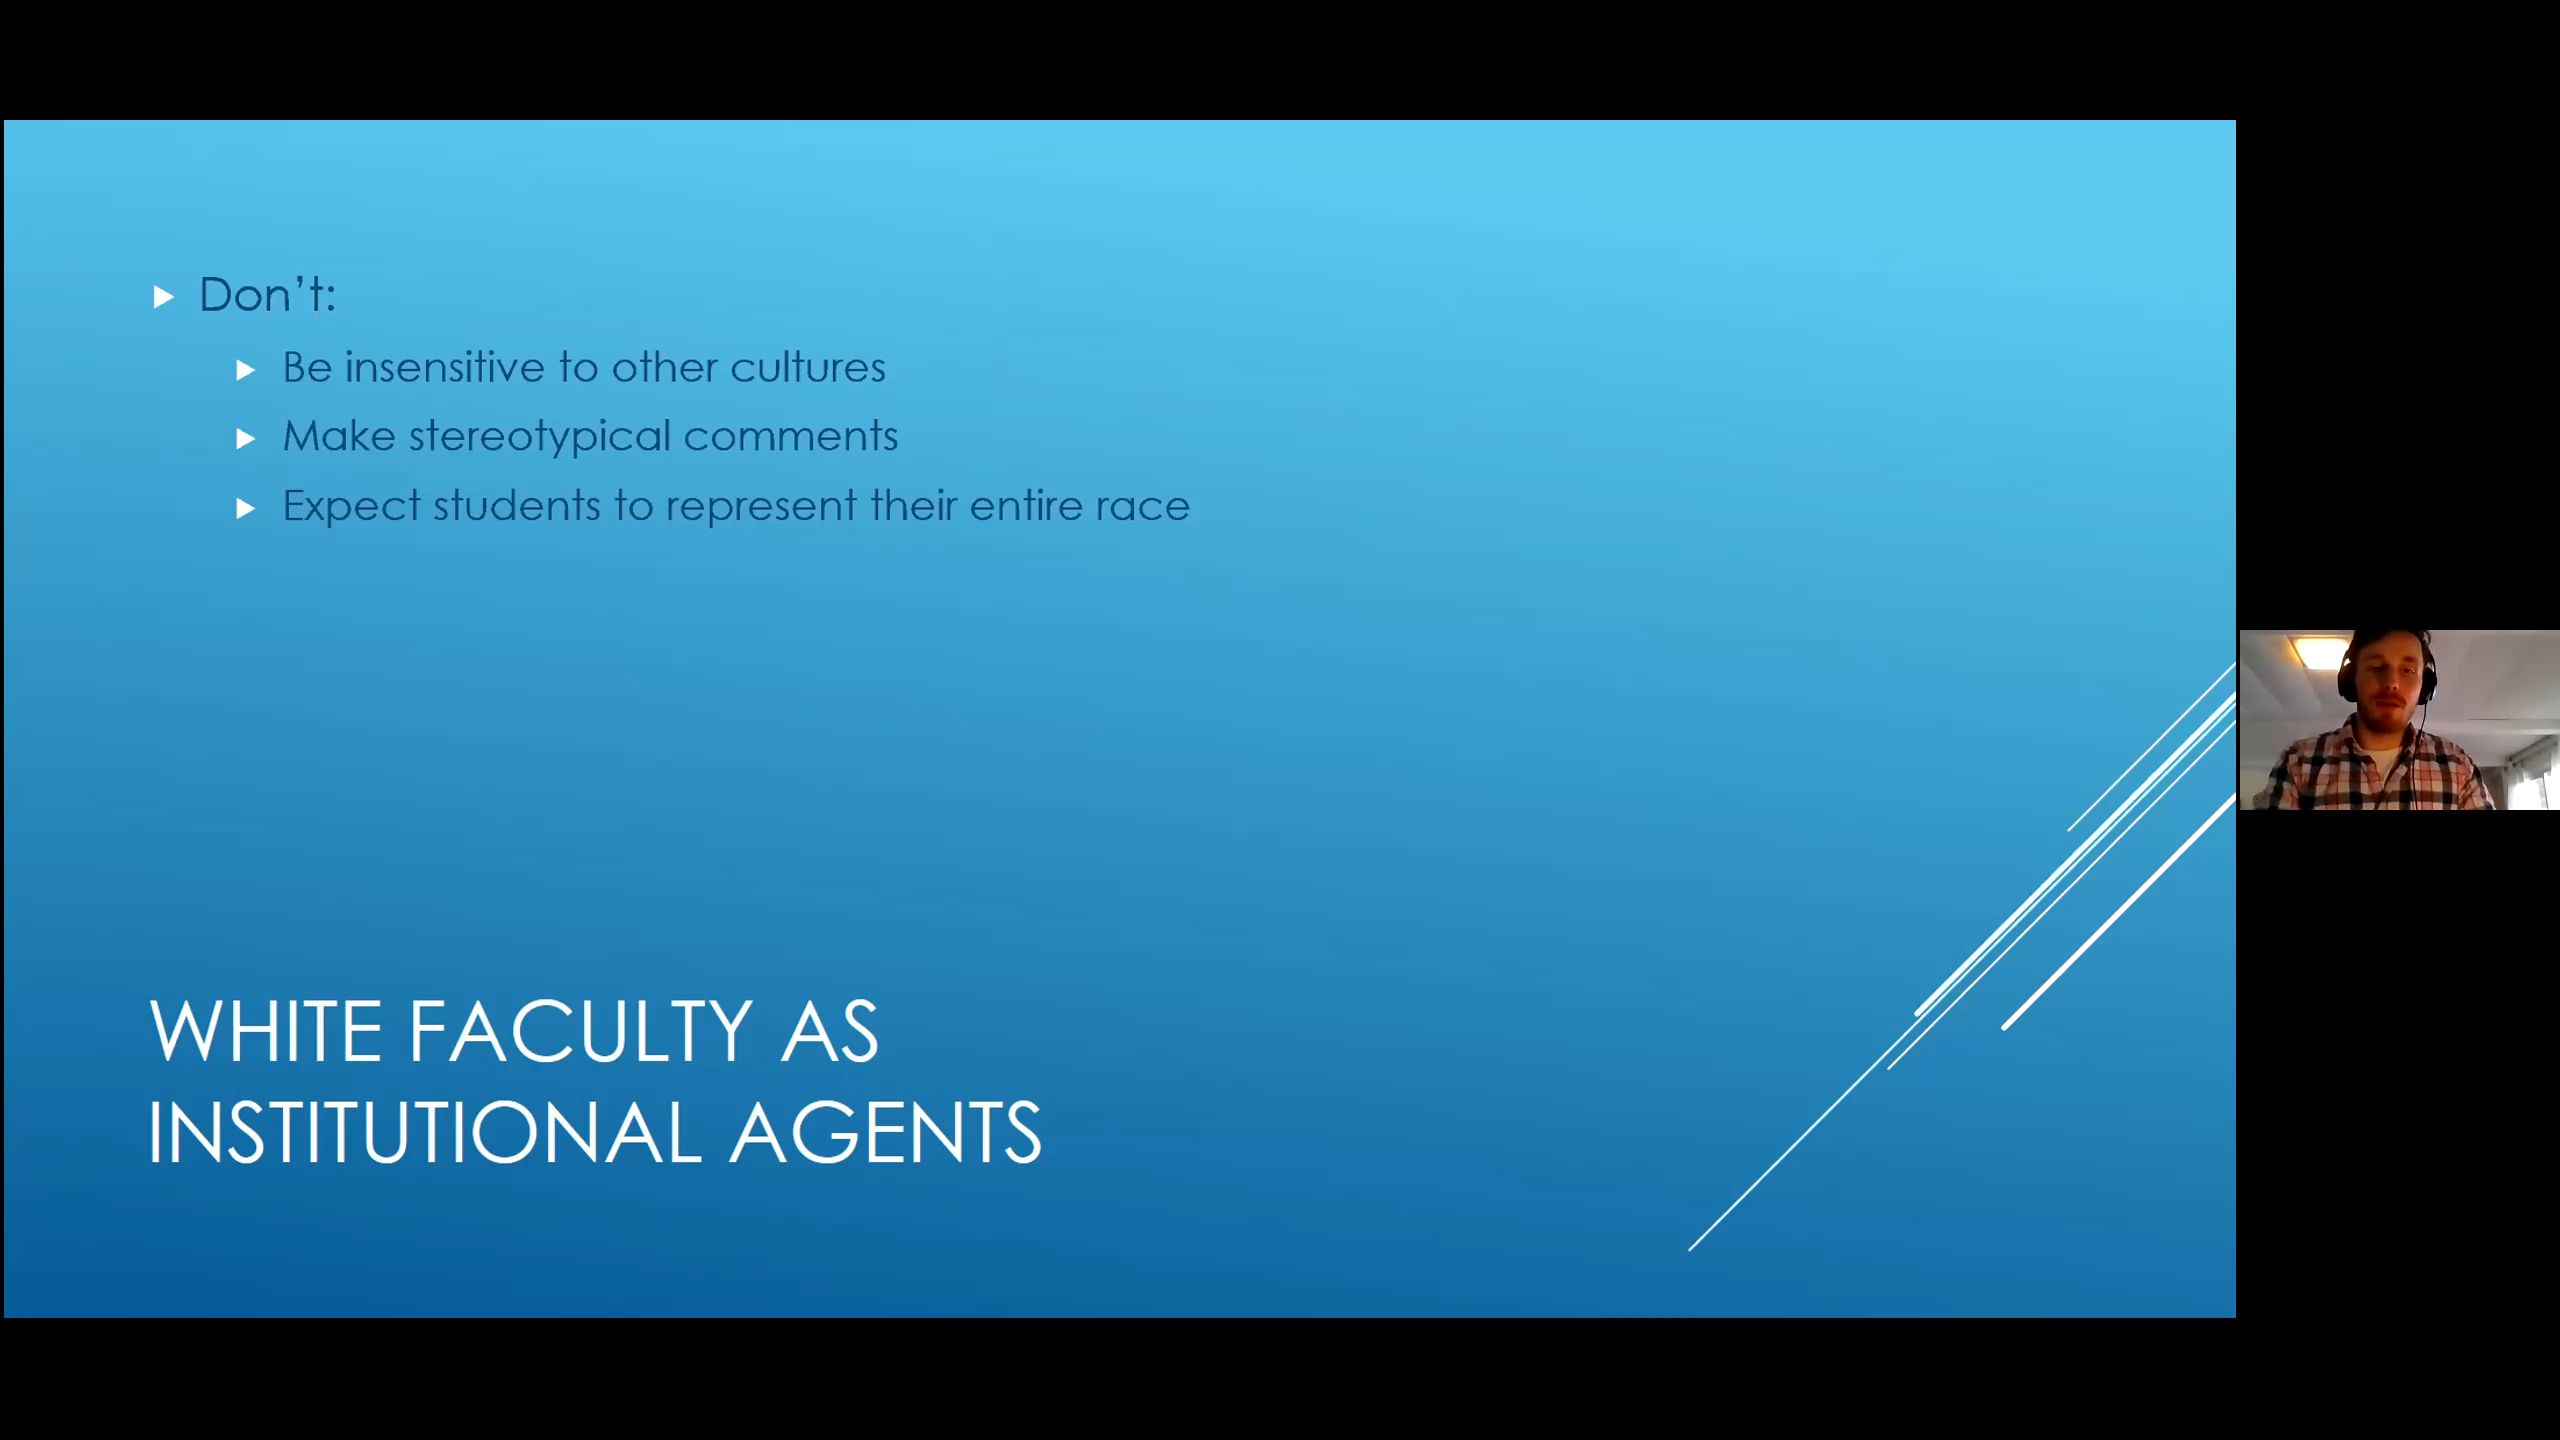 Don’t:
Be insensitive to other cultures
Make stereotypical comments
Expect students to represent their entire race
WHITE FACULTY AS
INSTITUTIONAL AGENTS